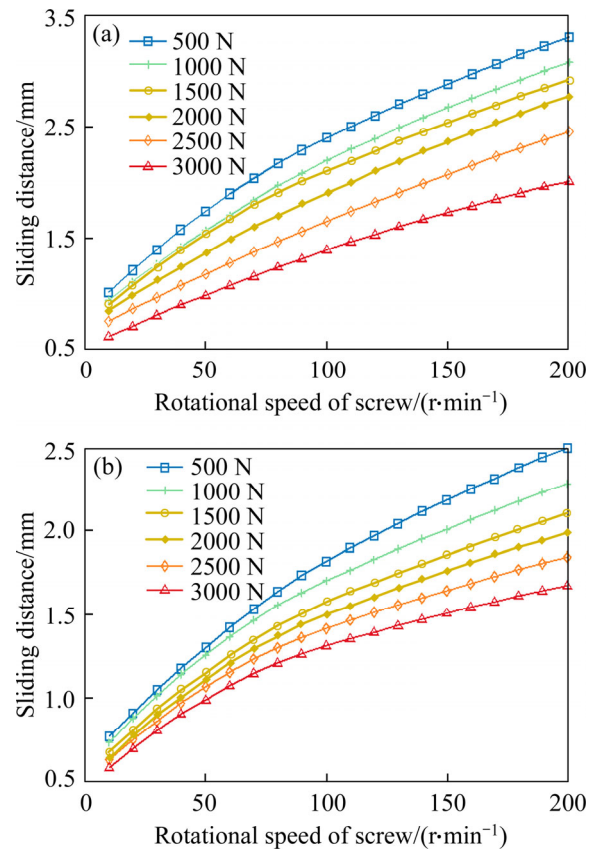 (a)
500 N
1000 N
1500 N
2000 N
2500 N
3000 N
Sliding distance/mm
3.5
2.5
1.5
0.5
0
50
100
150
200
Rotational speed of screw/(r·min⁻¹)
(b)
500 N
1000 N
1500 N
2000 N
2500 N
3000 N
Sliding distance/mm
2.5
2.0
1.5
1.0
0.5
0
50
100
150
200
Rotational speed of screw/(r·min⁻¹)